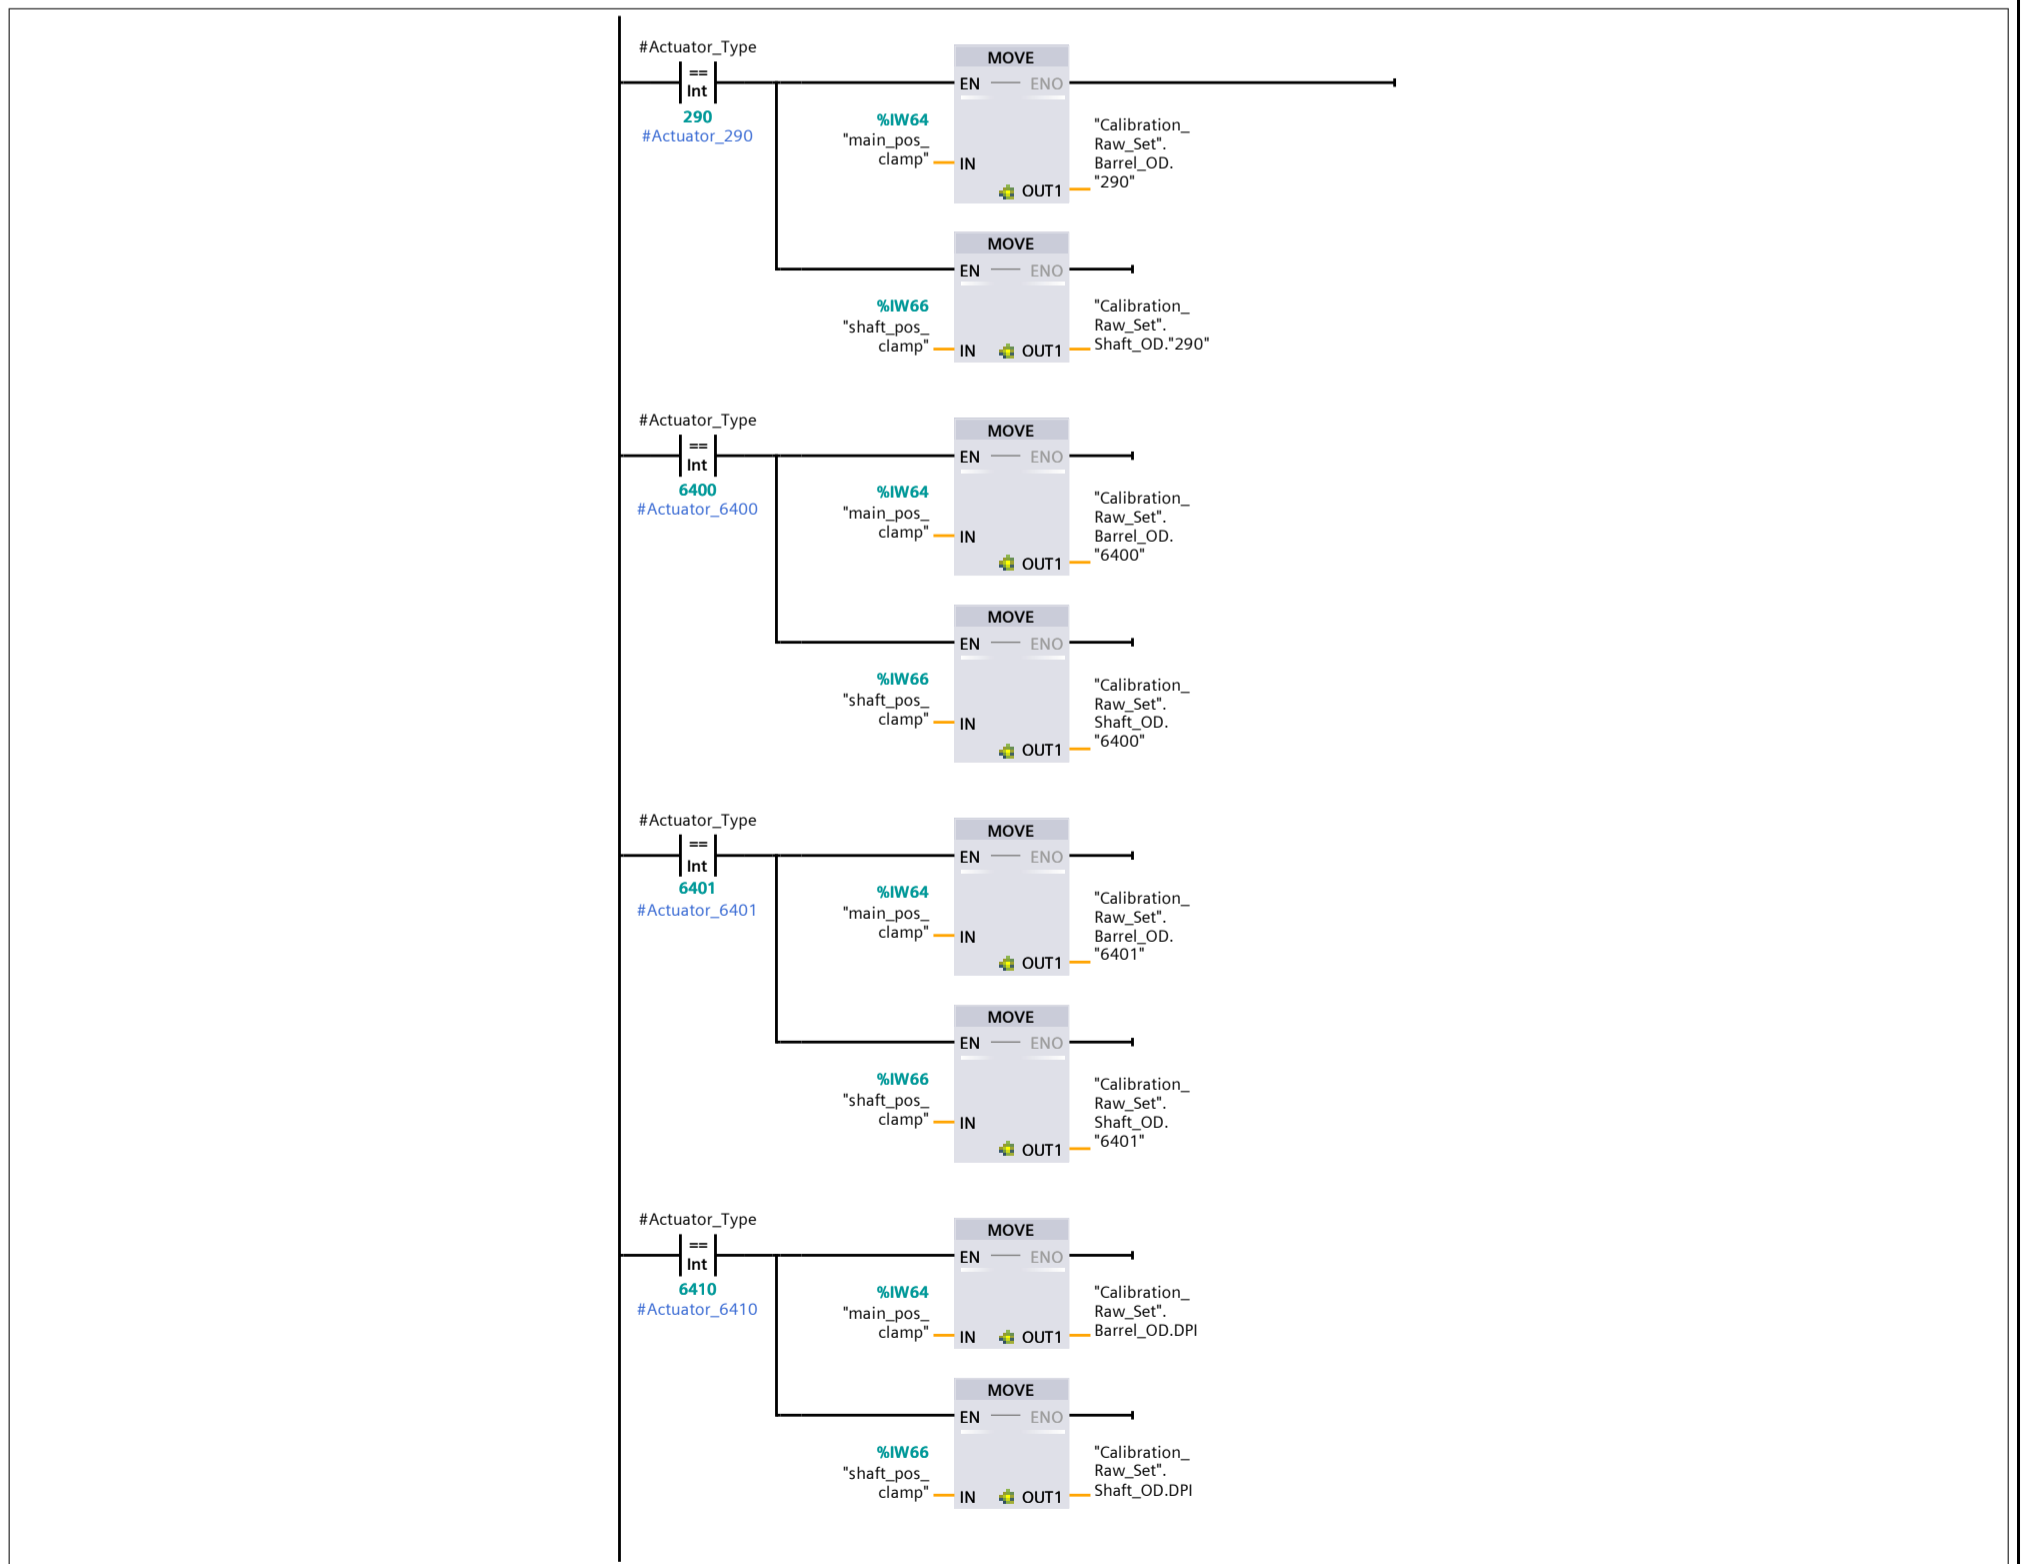 #Actuator_Type
==
Int
290
#Actuator_290
MOVE
EN ENO
%IW64
"main_pos_
clamp"
IN
OUT1
"Calibration_
Raw_Set".
Barrel_OD.
"290"
MOVE
EN ENO
%IW66
"shaft_pos_
clamp"
IN OUT1
"Calibration_
Raw_Set".
Shaft_OD."290"
#Actuator_Type
==
Int
6400
#Actuator_6400
MOVE
EN ENO
%IW64
"main_pos_
clamp"
IN
OUT1
"Calibration_
Raw_Set".
Barrel_OD.
"6400"
MOVE
EN ENO
%IW66
"shaft_pos_
clamp"
IN
OUT1
"Calibration_
Raw_Set".
Shaft_OD.
"6400"
#Actuator_Type
==
Int
6401
#Actuator_6401
MOVE
EN ENO
%IW64
"main_pos_
clamp"
IN
OUT1
"Calibration_
Raw_Set".
Barrel_OD.
"6401"
MOVE
EN ENO
%IW66
"shaft_pos_
clamp"
IN
OUT1
"Calibration_
Raw_Set".
Shaft_OD.
"6401"
#Actuator_Type
==
Int
6410
#Actuator_6410
MOVE
EN ENO
%IW64
"main_pos_
clamp"
IN OUT1
"Calibration_
Raw_Set".
Barrel_OD.DPI
MOVE
EN ENO
%IW66
"shaft_pos_
clamp"
IN OUT1
"Calibration_
Raw_Set".
Shaft_OD.DPI